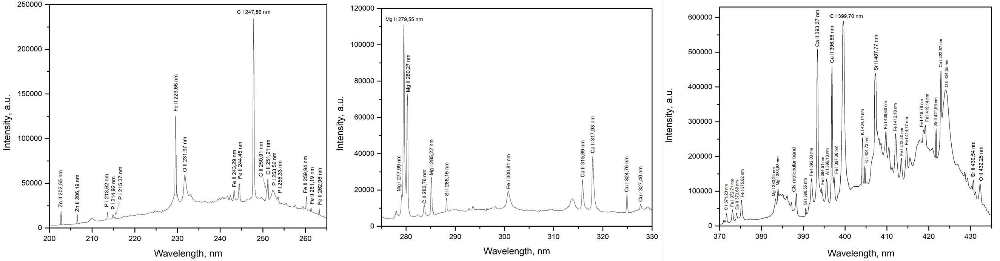 250000
200000
150000
100000
50000
0
Intensity, a.u.
Zn II 202,55 nm
Zn II 206,19 nm
P I 213,62 nm
P I 214,92 nm
P I 215,37 nm
Fe II 229,66 nm
O II 231,97 nm
Fe II 243,29 nm
Fe II 244,45 nm
C I 247,86 nm
C II 250,91 nm
C II 251,21 nm
P I 253,56 nm
P I 255,33 nm
Fe II 259,94 nm
Fe II 261,19 nm
Fe II 262,96 nm
200 210 220 230 240 250 260
Wavelength, nm
120000
100000
80000
60000
40000
20000
0
Intensity, a.u.
Mg I 277,99 nm
Mg II 279,55 nm
Mg II 280,27 nm
C II 283,76 nm
Mg I 285,22 nm
Si I 288,16 nm
Fe I 300,81 nm
Ca II 315,89 nm
Ca II 317,93 nm
Cu I 324,76 nm
Cu I 327,40 nm
280 290 300 310 320 330
Wavelength, nm
600000
500000
400000
300000
200000
100000
0
Intensity, a.u.
C I 371,20 nm
Fe I 372,71 nm
Ca II 373,69 nm
Fe I 375,82 nm
Mg I 383,24 nm
Mg I 383,83 nm
CN molecular band
Si I 390,55 nm
Fe I 392,03 nm
Ca II 393,37 nm
Fe I 394,51 nm
Al I 396,13 nm
Ca II 396,86 nm
Fe I 397,36 nm
C I 399,70 nm
K I 404,14 nm
K I 404,72 nm
Sr II 407,77 nm
Fe I 409,60 nm
Fe I 412,18 nm
Fe I 413,40 nm
Fe I 414,77 nm
Fe I 418,78 nm
Fe I 419,14 nm
Sr II 421,55 nm
Ca I 422,67 nm
O II 424,55 nm
Sr II 430,54 nm
O II 432,25 nm
370 380 390 400 410 420 430
Wavelength, nm